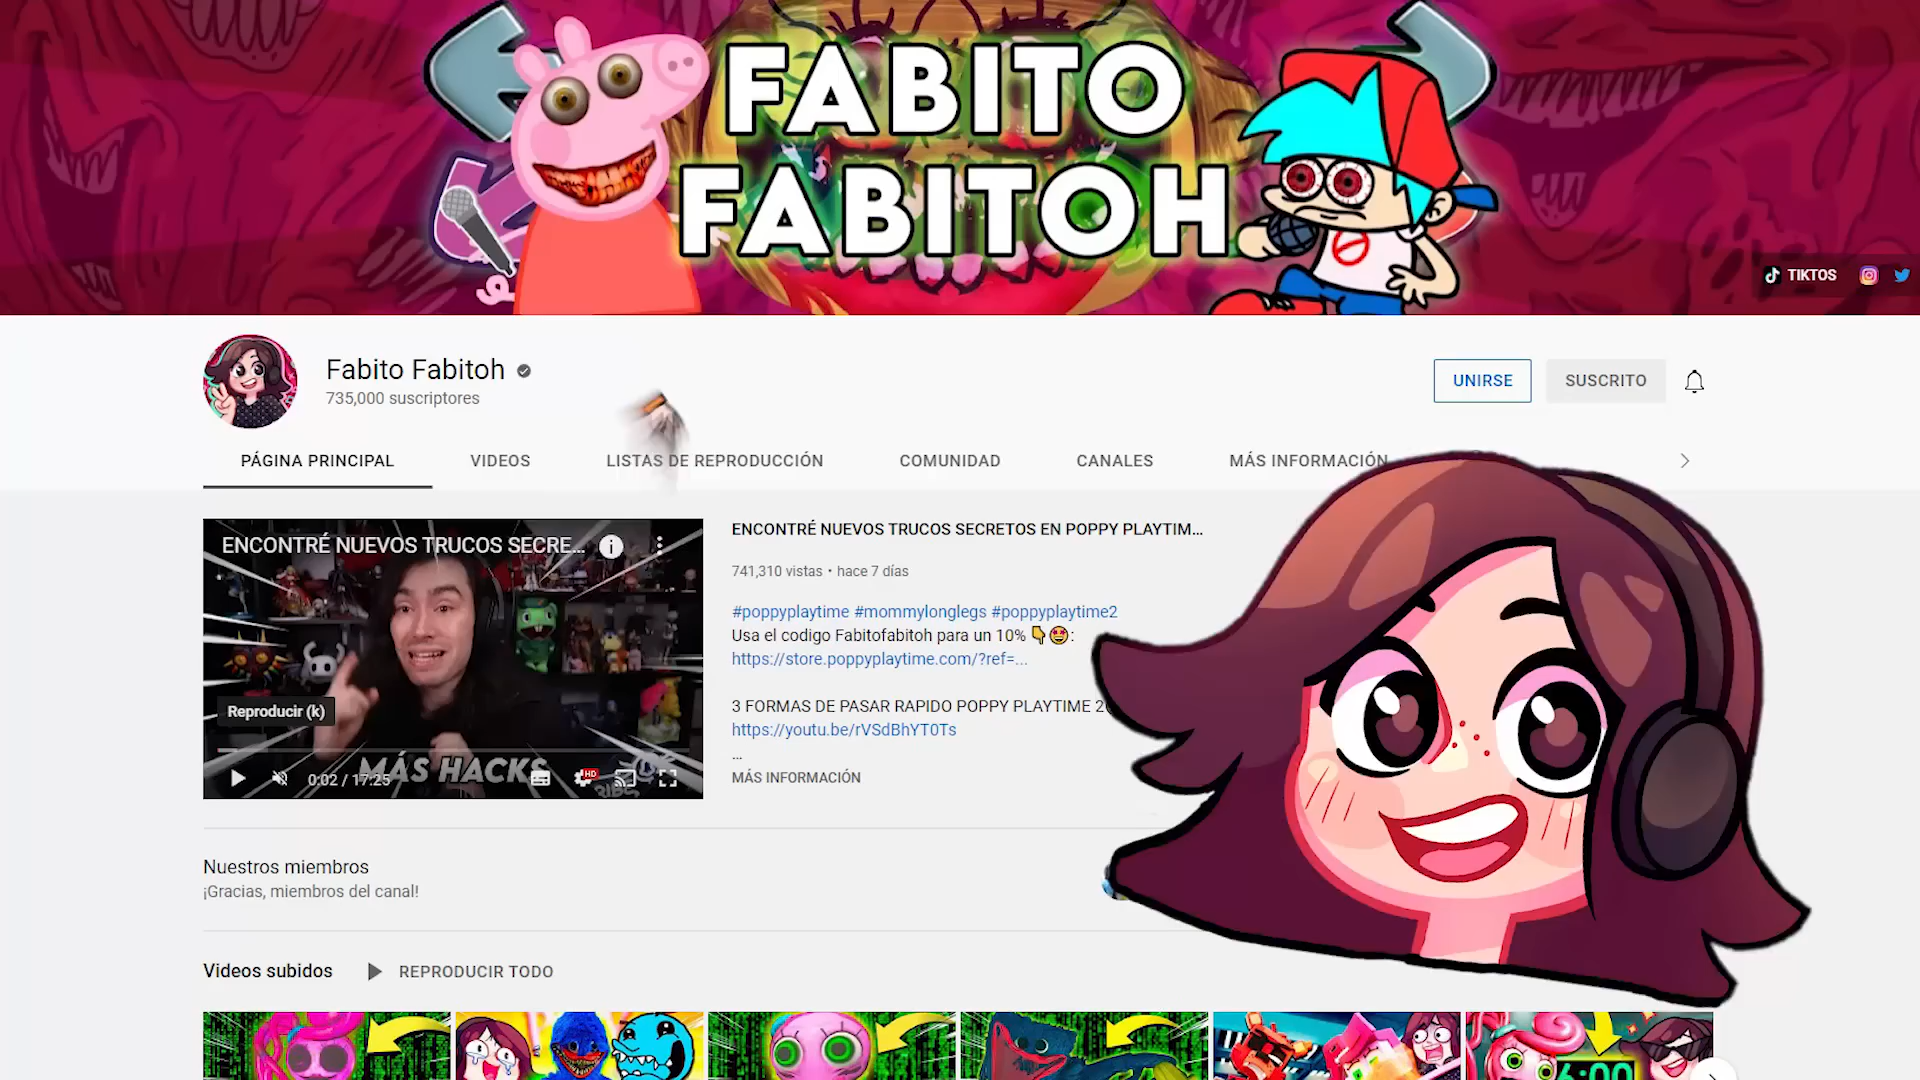 FABITO
FABITOH
TIKTOS
Fabito Fabitoh
735,000 suscriptores
UNIRSE
SUSCRITO
PÁGINA PRINCIPAL
VIDEOS
LISTAS DE REPRODUCCIÓN
COMUNIDAD
CANALES
MÁS INFORMACIÓN
ENCONTRÉ NUEVOS TRUCOS SECRE...
Reproducir (k)
MÁS HACKS
0:02 / 17:25
HD
ENCONTRÉ NUEVOS TRUCOS SECRETOS EN POPPY PLAYTIM...
741,310 vistas • hace 7 días
#poppyplaytime #mommylonglegs #poppyplaytime2
Usa el codigo Fabitofabitoh para un 10% 👇🤩:
https://store.poppyplaytime.com/?ref=...
3 FORMAS DE PASAR RAPIDO POPPY PLAYTIME 2
https://youtu.be/rVSdBhYT0Ts
...
MÁS INFORMACIÓN
Nuestros miembros
¡Gracias, miembros del canal!
Videos subidos
REPRODUCIR TODO
6:00